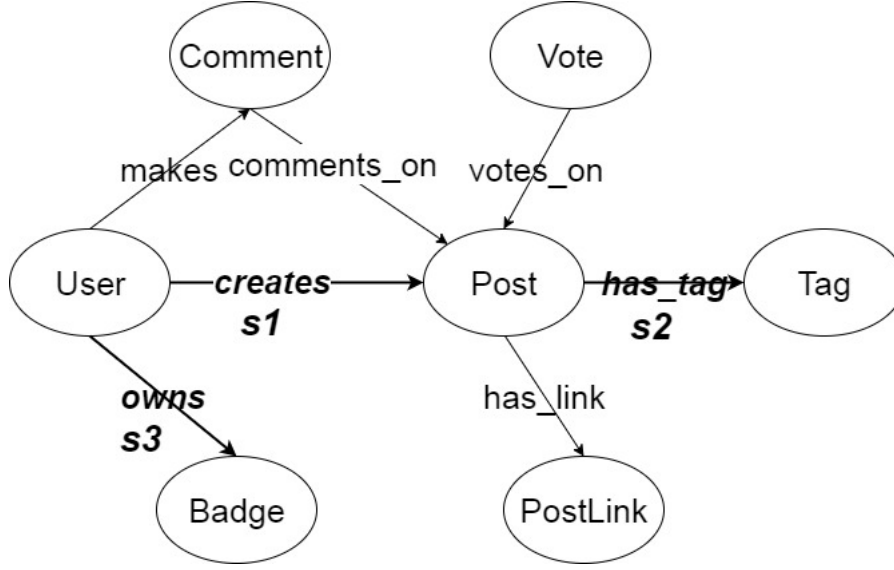 Comment
Vote
makes
comments_on
votes_on
User
creates
s1
Post
has_tag
s2
Tag
owns
s3
has_link
Badge
PostLink